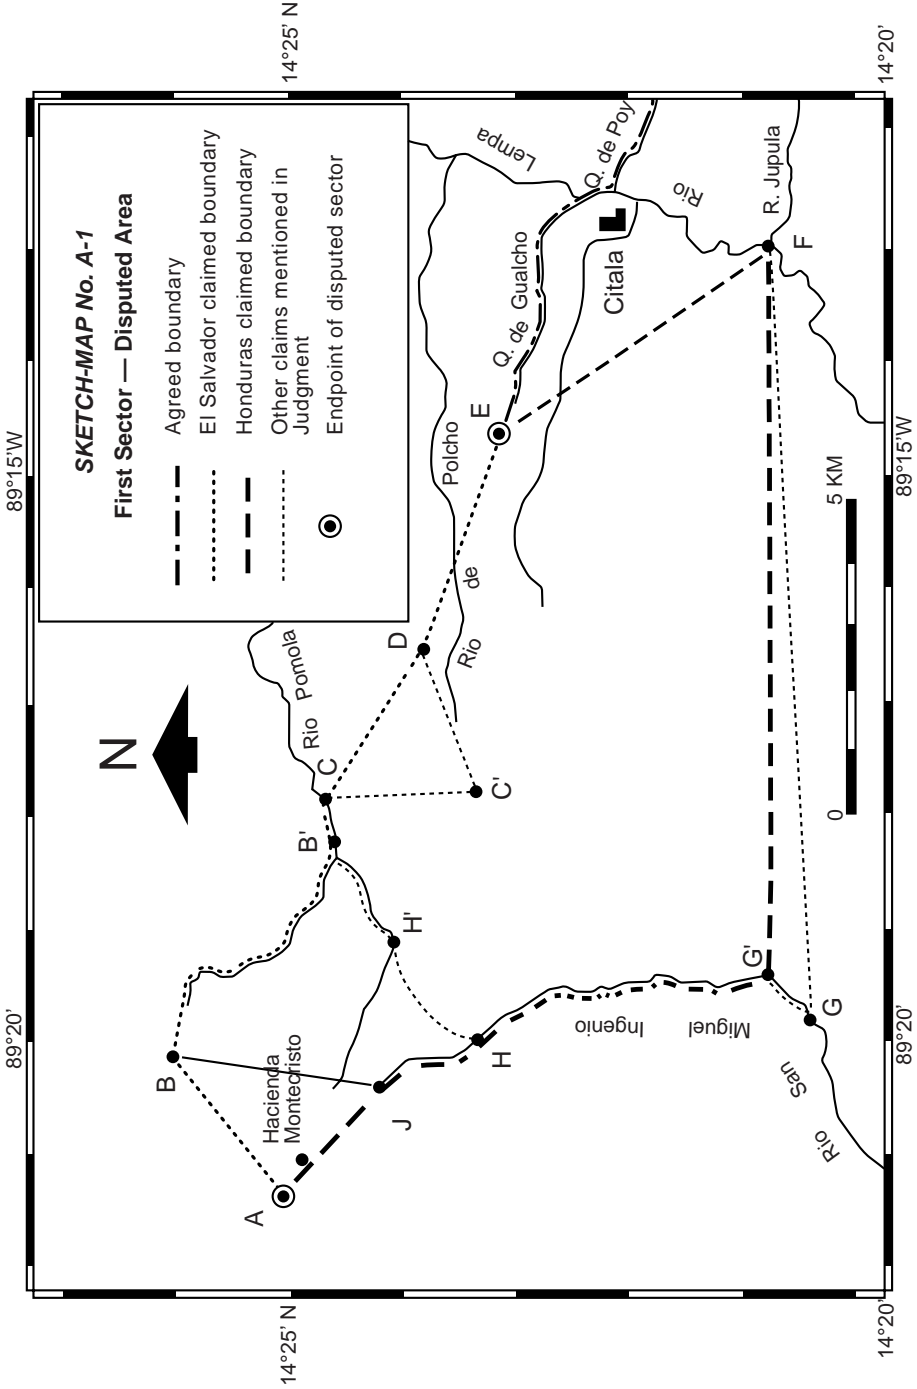 SKETCH-MAP No. A-1
First Sector — Disputed Area
Agreed boundary
El Salvador claimed boundary
Honduras claimed boundary
Other claims mentioned in
Judgment
Endpoint of disputed sector
14°25' N
14°20'
14°25' N
14°20'
89°20'
89°15'W
89°20'
89°15'W
N
A
B
B'
C
C'
D
E
F
G
G'
H
H'
J
Hacienda
Montecristo
Rio Pomola
Rio de Polcho
Q. de Gualcho
Q. de Poy
Rio Lempa
Citala
R. Jupula
Rio San Miguel Ingenio
0 5 KM